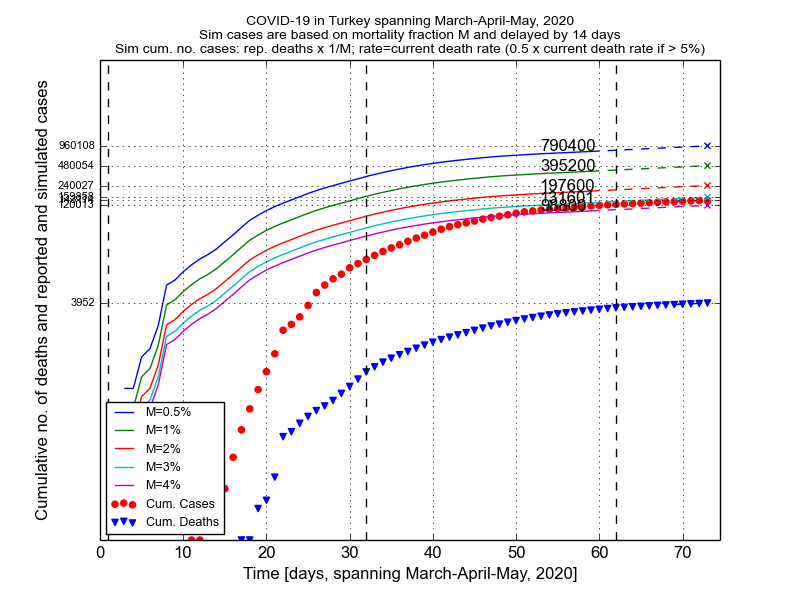 COVID-19 in Turkey spanning March-April-May, 2020
Sim cases are based on mortality fraction M and delayed by 14 days
Sim cum. no. cases: rep. deaths x 1/M; rate=current death rate (0.5 x current death rate if > 5%)
Cumulative no. of deaths and reported and simulated cases
960108
480054
240027
120013
3952
790400
395200
197600
131601
M=0.5%
M=1%
M=2%
M=3%
M=4%
Cum. Cases
Cum. Deaths
0 10 20 30 40 50 60 70
Time [days, spanning March-April-May, 2020]